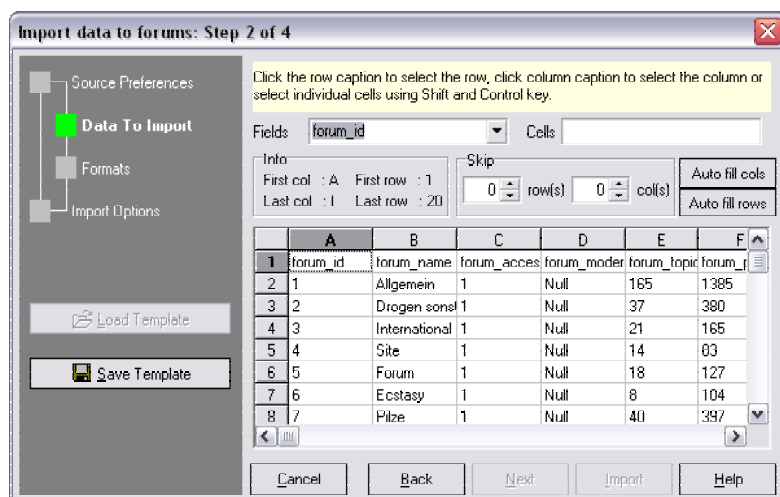 Import data to forums: Step 2 of 4
Source Preferences
Data To Import
Formats
Import Options
Load Template
Save Template
Click the row caption to select the row, click column caption to select the column or
select individual cells using Shift and Control key.
Fields forum_id Cells
Info
First col : A First row : 1
Last col : I Last row : 20
Skip
0 row(s) 0 col(s)
Auto fill cols
Auto fill rows
A B C D E F
1 forum_id forum_name forum_acces forum_moder forum_topic forum_p
2 1 Allgemein 1 Null 165 1385
3 2 Drogen sonst 1 Null 37 380
4 3 International 1 Null 21 165
5 4 Site 1 Null 14 83
6 5 Forum 1 Null 18 127
7 6 Ecstasy 1 Null 8 104
8 7 Pilze 1 Null 40 397
Cancel Back Next Import Help